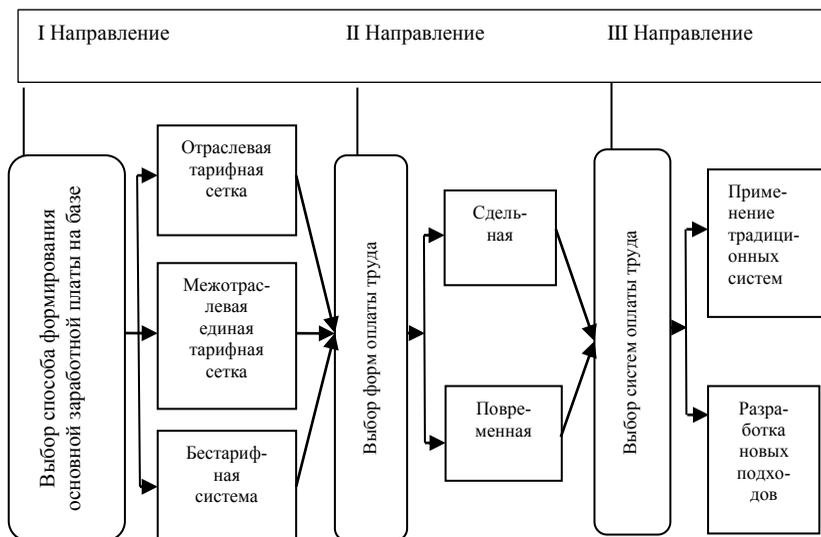 I Направление
II Направление
III Направление
Выбор способа формирования
основной заработной платы на базе
Отраслевая
тарифная
сетка
Межотрас-
левая
единая
тарифная
сетка
Бестариф-
ная
система
Выбор форм оплаты труда
Сдель-
ная
Повре-
менная
Выбор систем оплаты труда
Приме-
нение
традици-
онных
систем
Разра-
ботка
новых
подхо-
дов